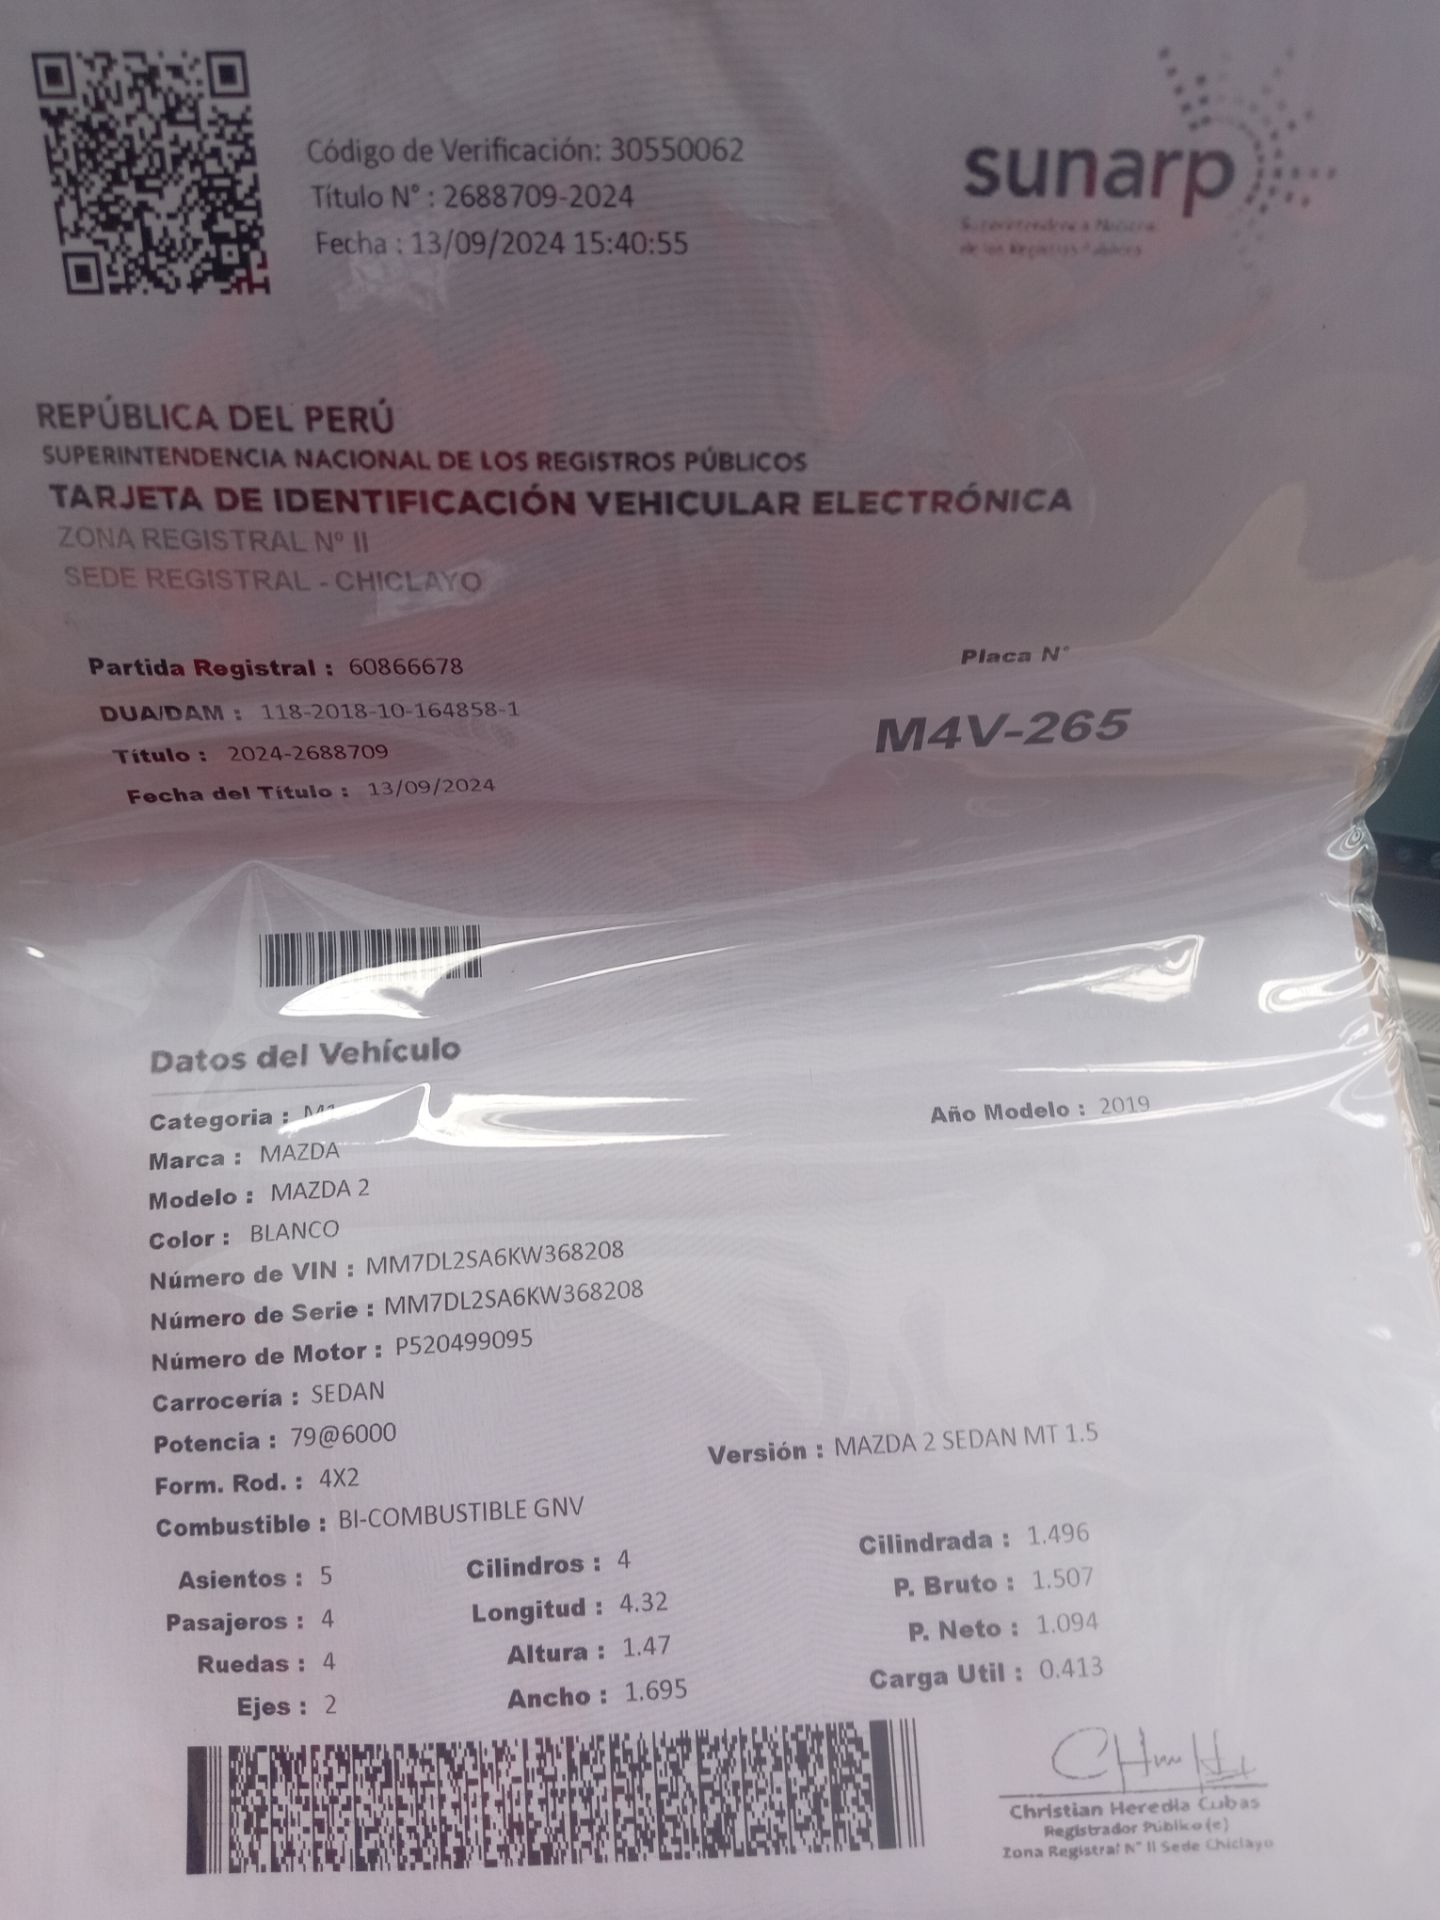 Código de Verificación: 30550062
Título N° : 2688709-2024
Fecha : 13/09/2024 15:40:55
sunarp
Superintendencia Nacional
de los Registros Públicos
REPÚBLICA DEL PERÚ
SUPERINTENDENCIA NACIONAL DE LOS REGISTROS PÚBLICOS
TARJETA DE IDENTIFICACIÓN VEHICULAR ELECTRÓNICA
ZONA REGISTRAL Nº II
SEDE REGISTRAL - CHICLAYO
Partida Registral : 60866678
DUA/DAM : 118-2018-10-164858-1
Título : 2024-2688709
Fecha del Título : 13/09/2024
Placa N°
M4V-265
Datos del Vehículo
Categoria : M1
Año Modelo : 2019
Marca : MAZDA
Modelo : MAZDA 2
Color : BLANCO
Número de VIN : MM7DL2SA6KW368208
Número de Serie : MM7DL2SA6KW368208
Número de Motor : P520499095
Carrocería : SEDAN
Potencia : 79@6000
Versión : MAZDA 2 SEDAN MT 1.5
Form. Rod. : 4X2
Combustible : BI-COMBUSTIBLE GNV
Asientos : 5 Cilindros : 4 Cilindrada : 1.496
Pasajeros : 4 Longitud : 4.32 P. Bruto : 1.507
Ruedas : 4 Altura : 1.47 P. Neto : 1.094
Ejes : 2 Ancho : 1.695 Carga Util : 0.413
Christian Heredia Cubas
Registrador Público (e)
Zona Registral N° II Sede Chiclayo